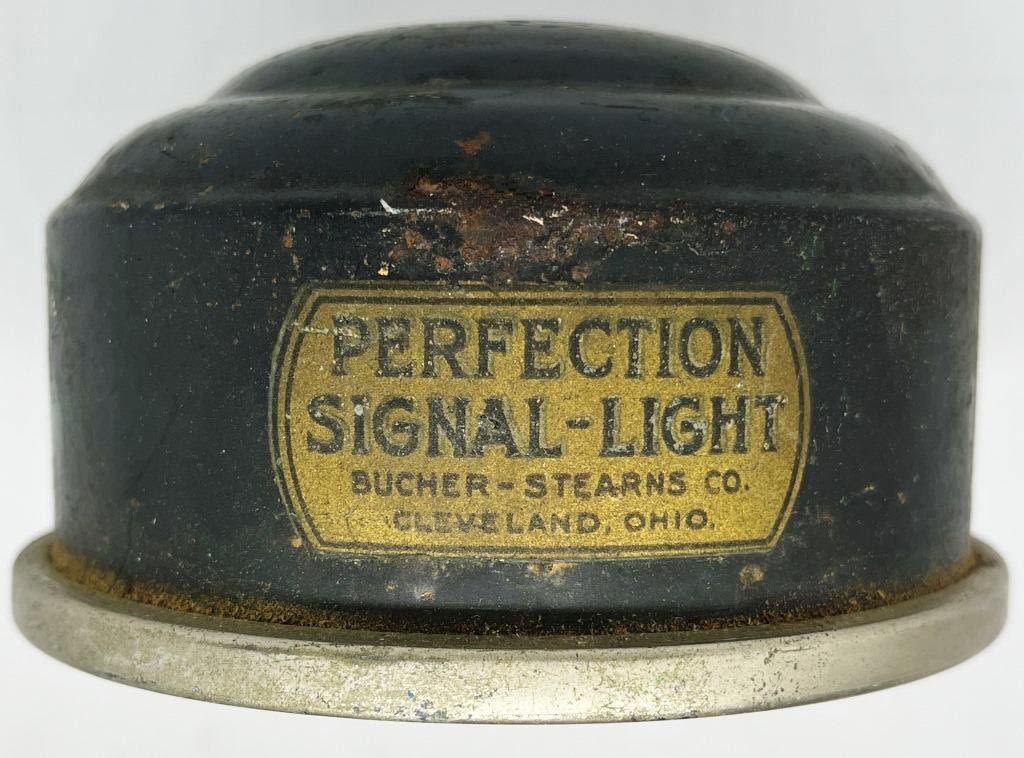 PERFECTION
SIGNAL-LIGHT
BUCHER-STEARNS CO.
CLEVELAND, OHIO.